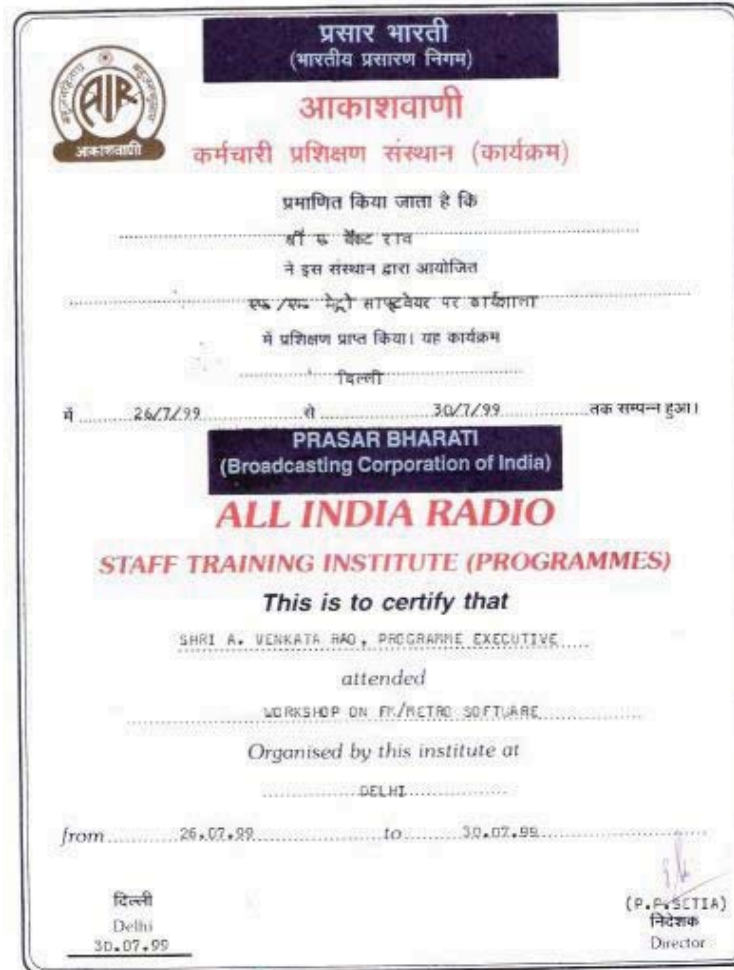 प्रसार भारती
(भारतीय प्रसारण निगम)
AIR
आकाशवाणी
आकाशवाणी
कर्मचारी प्रशिक्षण संस्थान (कार्यक्रम)
प्रमाणित किया जाता है कि
श्री ए वेंकट राव
ने इस संस्थान द्वारा आयोजित
एफ/एम मेट्रो साफ्टवेयर पर कार्यशाला
में प्रशिक्षण प्राप्त किया। यह कार्यक्रम
दिल्ली
में 26/7/99 से 30/7/99 तक सम्पन्न हुआ।
PRASAR BHARATI
(Broadcasting Corporation of India)
ALL INDIA RADIO
STAFF TRAINING INSTITUTE (PROGRAMMES)
This is to certify that
SHRI A. VENKATA RAO, PROGRAMME EXECUTIVE
attended
WORKSHOP ON FM/METRO SOFTWARE
Organised by this institute at
DELHI
from 26.07.99 to 30.07.99
दिल्ली
Delhi
30.07.99
(P.P.SETIA)
निदेशक
Director